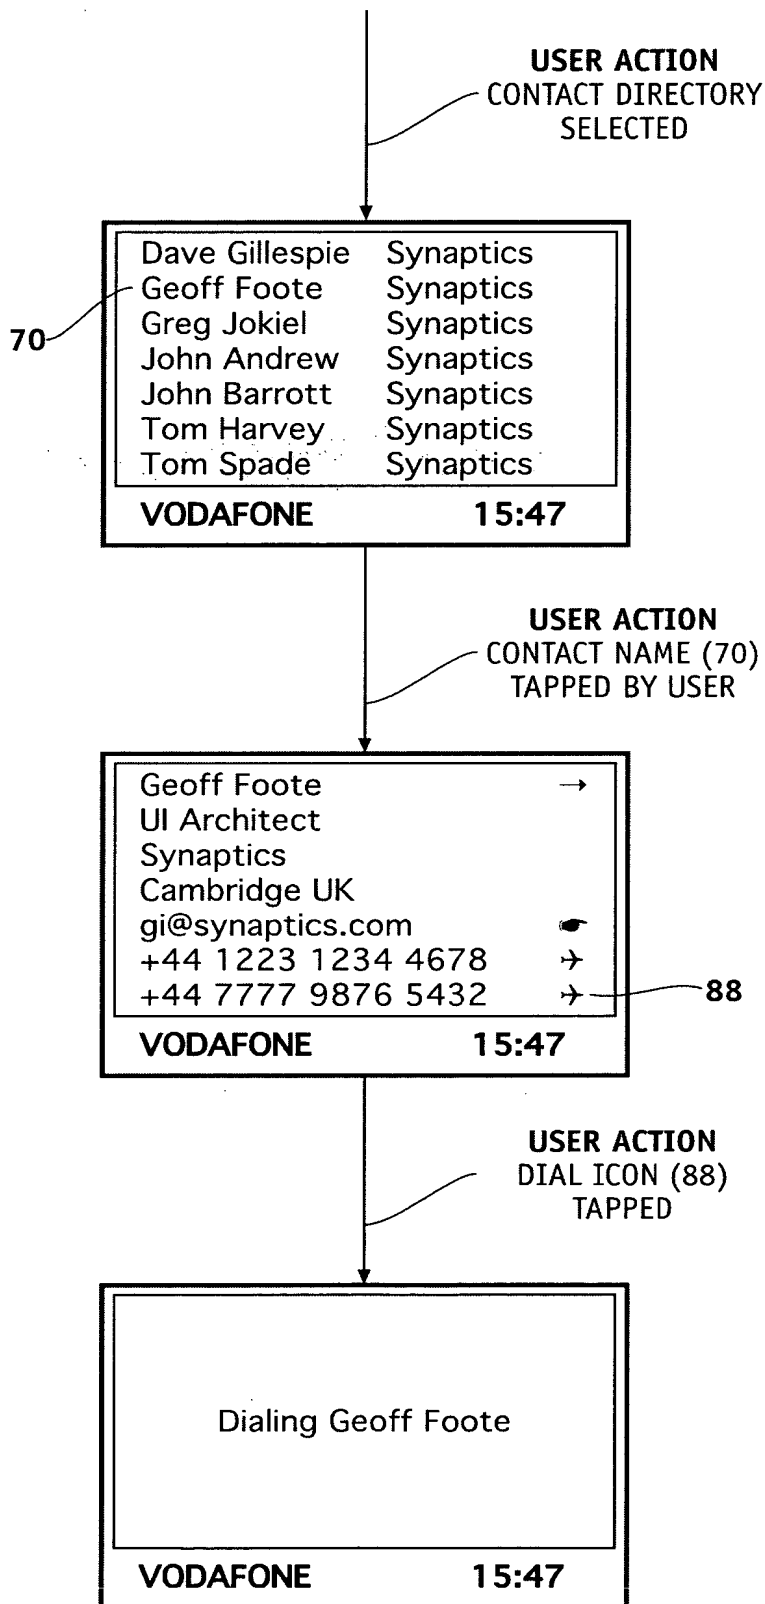 USER ACTION
CONTACT DIRECTORY
SELECTED
Dave Gillespie Synaptics
70
Geoff Foote Synaptics
Greg Jokiel Synaptics
John Andrew Synaptics
John Barrott Synaptics
Tom Harvey Synaptics
Tom Spade Synaptics
VODAFONE 15:47
USER ACTION
CONTACT NAME (70)
TAPPED BY USER
Geoff Foote →
UI Architect
Synaptics
Cambridge UK
gi@synaptics.com
+44 1223 1234 4678
+44 7777 9876 5432
88
VODAFONE 15:47
USER ACTION
DIAL ICON (88)
TAPPED
Dialing Geoff Foote
VODAFONE 15:47